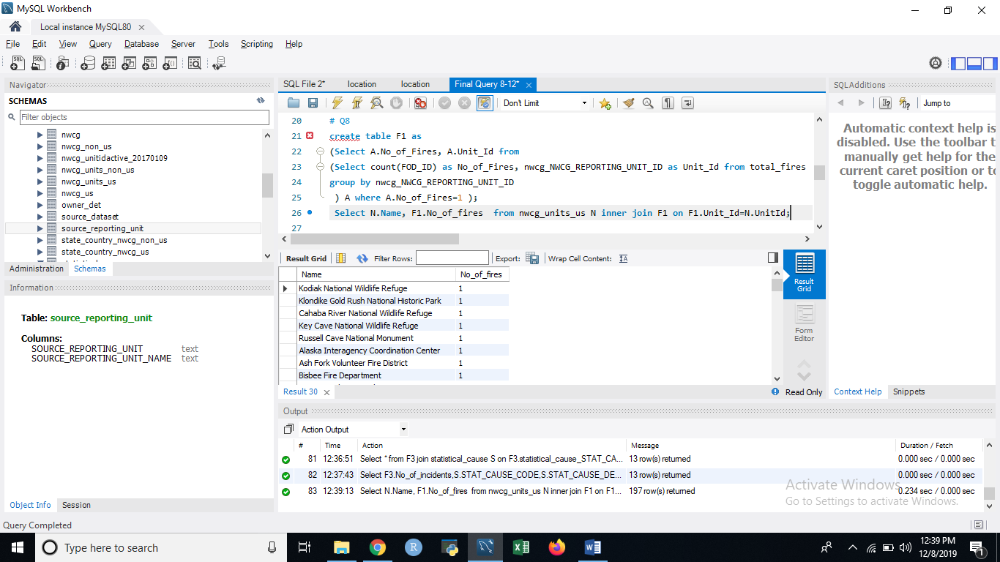 MySQL Workbench
Local instance MySQL80
File Edit View Query Database Server Tools Scripting Help
Navigator
SCHEMAS
Filter objects
nwcg
nwcg_non_us
nwcg_unitidactive_20170109
nwcg_units_non_us
nwcg_units_us
nwcg_us
owner_det
source_dataset
source_reporting_unit
state_country_nwcg_non_us
state_country_nwcg_us
Administration Schemas
Information
Table: source_reporting_unit
Columns:
SOURCE_REPORTING_UNIT text
SOURCE_REPORTING_UNIT_NAME text
Object Info Session
Query Completed
SQL File 2* location location Final Query 8-12*
Don't Limit
20 # Q8
21 create table F1 as
22 (Select A.No_of_Fires, A.Unit_Id from
23 (Select count(FOD_ID) as No_of_Fires, nwcg_NWCG_REPORTING_UNIT_ID as Unit_Id from total_fires
24 group by nwcg_NWCG_REPORTING_UNIT_ID
25 ) A where A.No_of_Fires=1 );
26 Select N.Name, F1.No_of_fires from nwcg_units_us N inner join F1 on F1.Unit_Id=N.UnitId;
27
Result Grid Filter Rows: Export: Wrap Cell Content:
Name No_of_fires
Kodiak National Wildlife Refuge 1
Klondike Gold Rush National Historic Park 1
Cahaba River National Wildlife Refuge 1
Key Cave National Wildlife Refuge 1
Russell Cave National Monument 1
Alaska Interagency Coordination Center 1
Ash Fork Volunteer Fire District 1
Bisbee Fire Department 1
Result Grid
Form Editor
Result 30
Read Only
Output
Action Output
# Time Action Message Duration / Fetch
81 12:36:51 Select * from F3 join statistical_cause S on F3.statistical_cause_STAT_CA... 13 row(s) returned 0.000 sec / 0.000 sec
82 12:37:43 Select F3.No_of_incidents,S.STAT_CAUSE_CODE,S.STAT_CAUSE_DE... 13 row(s) returned 0.000 sec / 0.000 sec
83 12:39:13 Select N.Name, F1.No_of_fires from nwcg_units_us N inner join F1 on F1... 197 row(s) returned 0.234 sec / 0.000 sec
SQLAdditions
Jump to
Automatic context help is
disabled. Use the toolbar t
manually get help for the
current caret position or to
toggle automatic help.
Context Help Snippets
Activate Windows
Go to Settings to activate Windows.
Type here to search
12:39 PM
12/8/2019
1